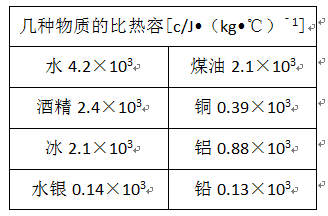 几种物质的比热容[c/J•（kg•℃）ˉ¹]
水 4.2×10³ 煤油 2.1×10³
酒精 2.4×10³ 铜 0.39×10³
冰 2.1×10³ 铝 0.88×10³
水银 0.14×10³ 铅 0.13×10³